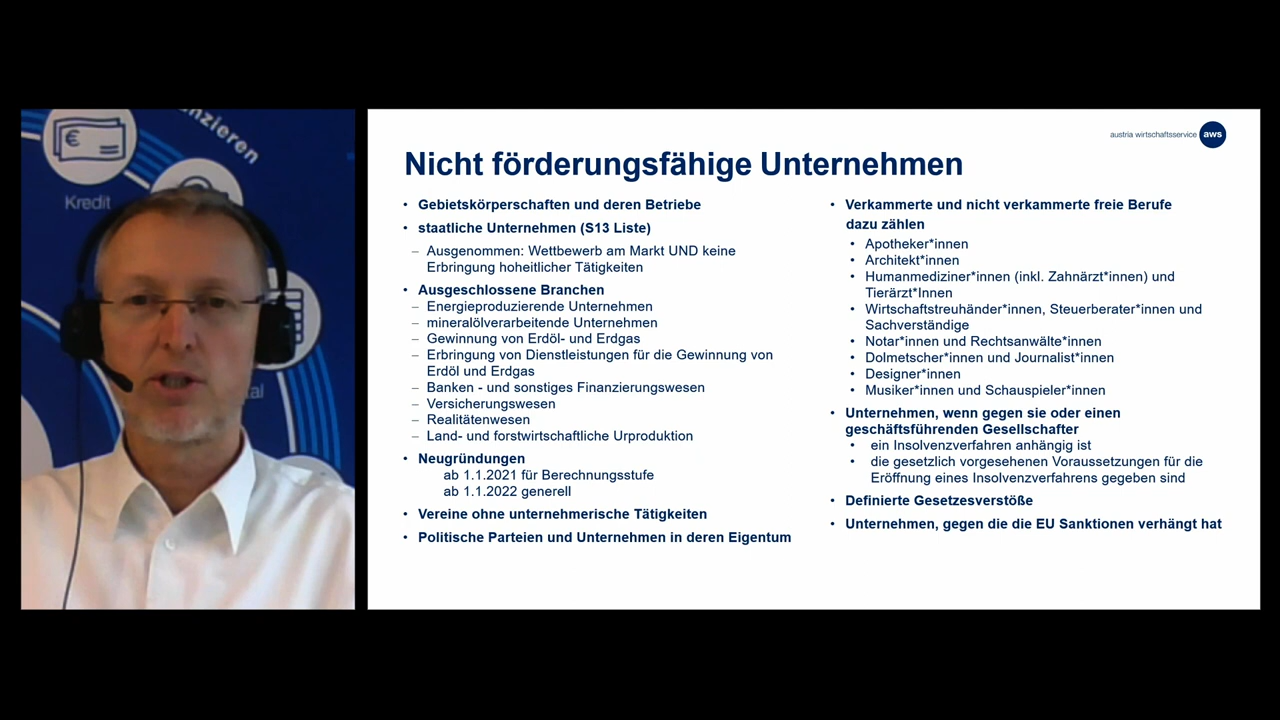 nzieren
Kredit
tal
austria wirtschaftsservice aws
Nicht förderungsfähige Unternehmen
• Gebietskörperschaften und deren Betriebe
• staatliche Unternehmen (S13 Liste)
– Ausgenommen: Wettbewerb am Markt UND keine
Erbringung hoheitlicher Tätigkeiten
• Ausgeschlossene Branchen
– Energieproduzierende Unternehmen
– mineralölverarbeitende Unternehmen
– Gewinnung von Erdöl- und Erdgas
– Erbringung von Dienstleistungen für die Gewinnung von
Erdöl und Erdgas
– Banken - und sonstiges Finanzierungswesen
– Versicherungswesen
– Realitätenwesen
– Land- und forstwirtschaftliche Urproduktion
• Neugründungen
ab 1.1.2021 für Berechnungsstufe
ab 1.1.2022 generell
• Vereine ohne unternehmerische Tätigkeiten
• Politische Parteien und Unternehmen in deren Eigentum
• Verkammerte und nicht verkammerte freie Berufe
dazu zählen
• Apotheker*innen
• Architekt*innen
• Humanmediziner*innen (inkl. Zahnärzt*innen) und
Tierärzt*Innen
• Wirtschaftstreuhänder*innen, Steuerberater*innen und
Sachverständige
• Notar*innen und Rechtsanwälte*innen
• Dolmetscher*innen und Journalist*innen
• Designer*innen
• Musiker*innen und Schauspieler*innen
• Unternehmen, wenn gegen sie oder einen
geschäftsführenden Gesellschafter
• ein Insolvenzverfahren anhängig ist
• die gesetzlich vorgesehenen Voraussetzungen für die
Eröffnung eines Insolvenzverfahrens gegeben sind
• Definierte Gesetzesverstöße
• Unternehmen, gegen die die EU Sanktionen verhängt hat